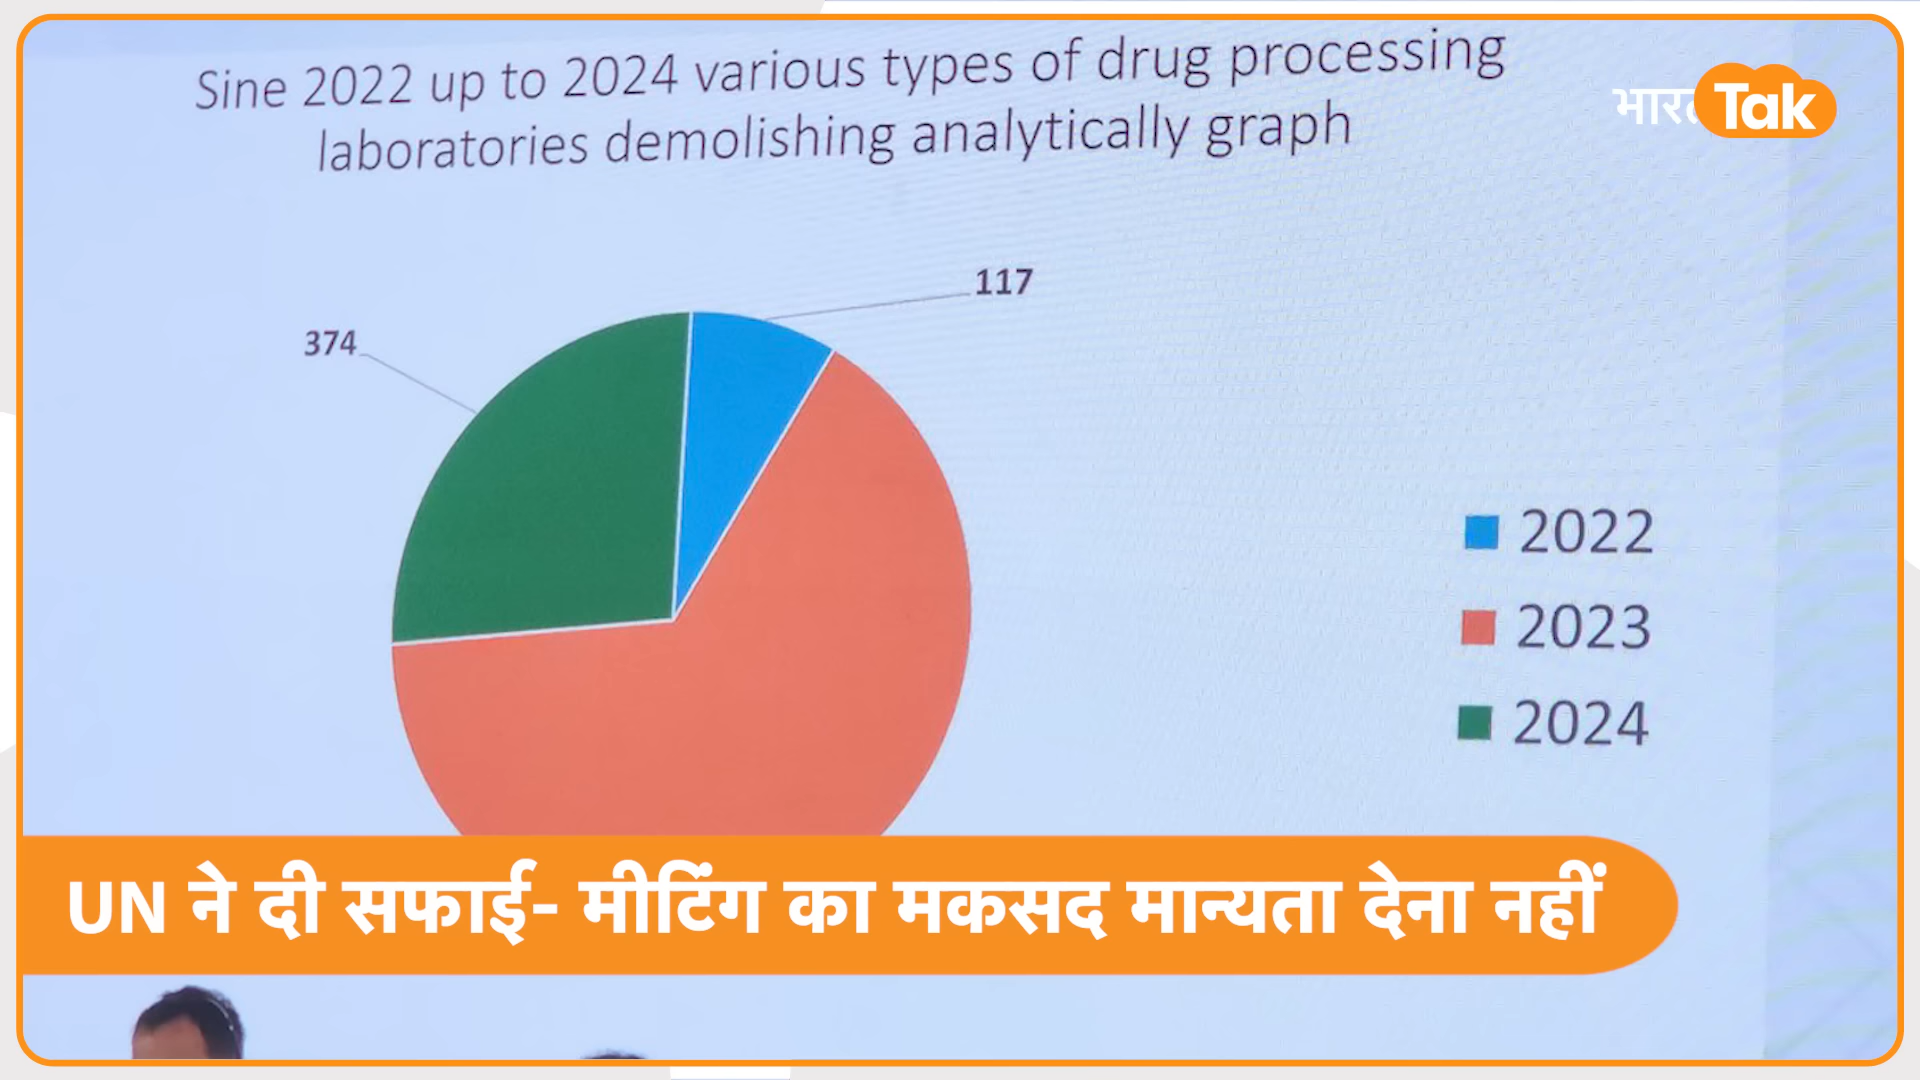 Sine 2022 up to 2024 various types of drug processing
laboratories demolishing analytically graph
भारत Tak
117
374
2022
2023
2024
UN ने दी सफाई- मीटिंग का मकसद मान्यता देना नहीं